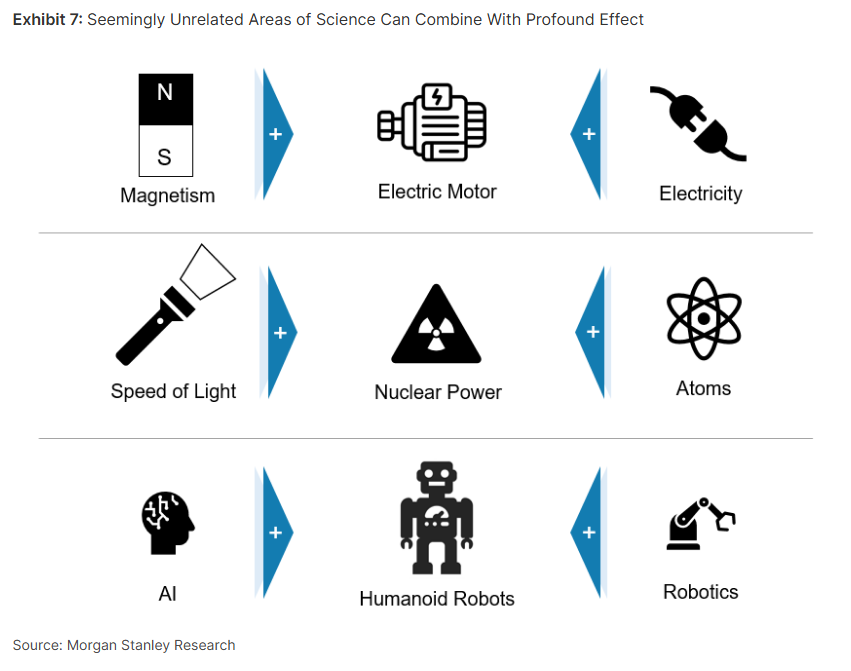 Exhibit 7: Seemingly Unrelated Areas of Science Can Combine With Profound Effect
N
S
+
+
Magnetism
Electric Motor
Electricity
+
+
Speed of Light
Nuclear Power
Atoms
+
+
AI
Humanoid Robots
Robotics
Source: Morgan Stanley Research